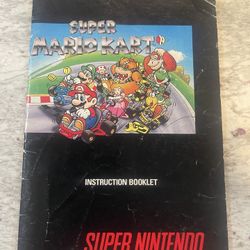 SUPER
MARIO KART
INSTRUCTION BOOKLET
SUPER NINTENDO